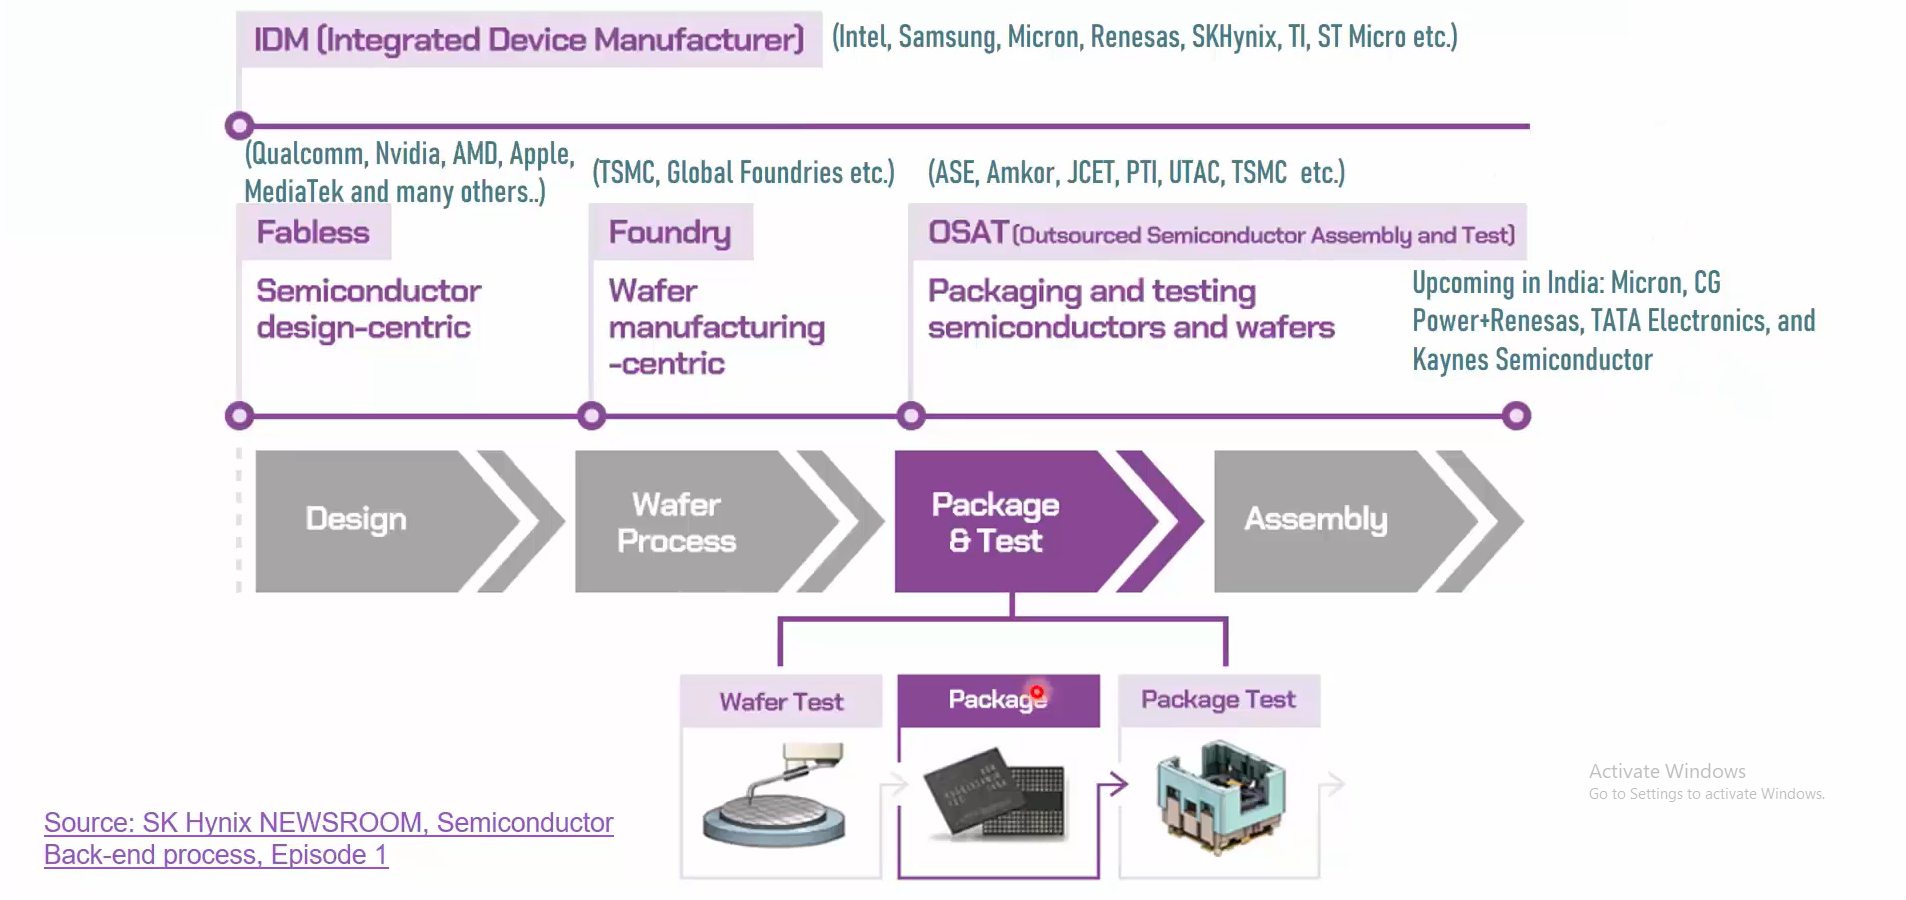 IDM (Integrated Device Manufacturer)
(Intel, Samsung, Micron, Renesas, SKHynix, TI, ST Micro etc.)
(Qualcomm, Nvidia, AMD, Apple,
MediaTek and many others..)
(TSMC, Global Foundries etc.)
(ASE, Amkor, JCET, PTI, UTAC, TSMC etc.)
Fabless
Semiconductor
design-centric
Foundry
Wafer
manufacturing
-centric
OSAT (Outsourced Semiconductor Assembly and Test)
Packaging and testing
semiconductors and wafers
Upcoming in India: Micron, CG
Power+Renesas, TATA Electronics, and
Kaynes Semiconductor
Design
Wafer
Process
Package
& Test
Assembly
Wafer Test
Package
Package Test
Activate Windows
Go to Settings to activate Windows.
Source: SK Hynix NEWSROOM, Semiconductor
Back-end process, Episode 1